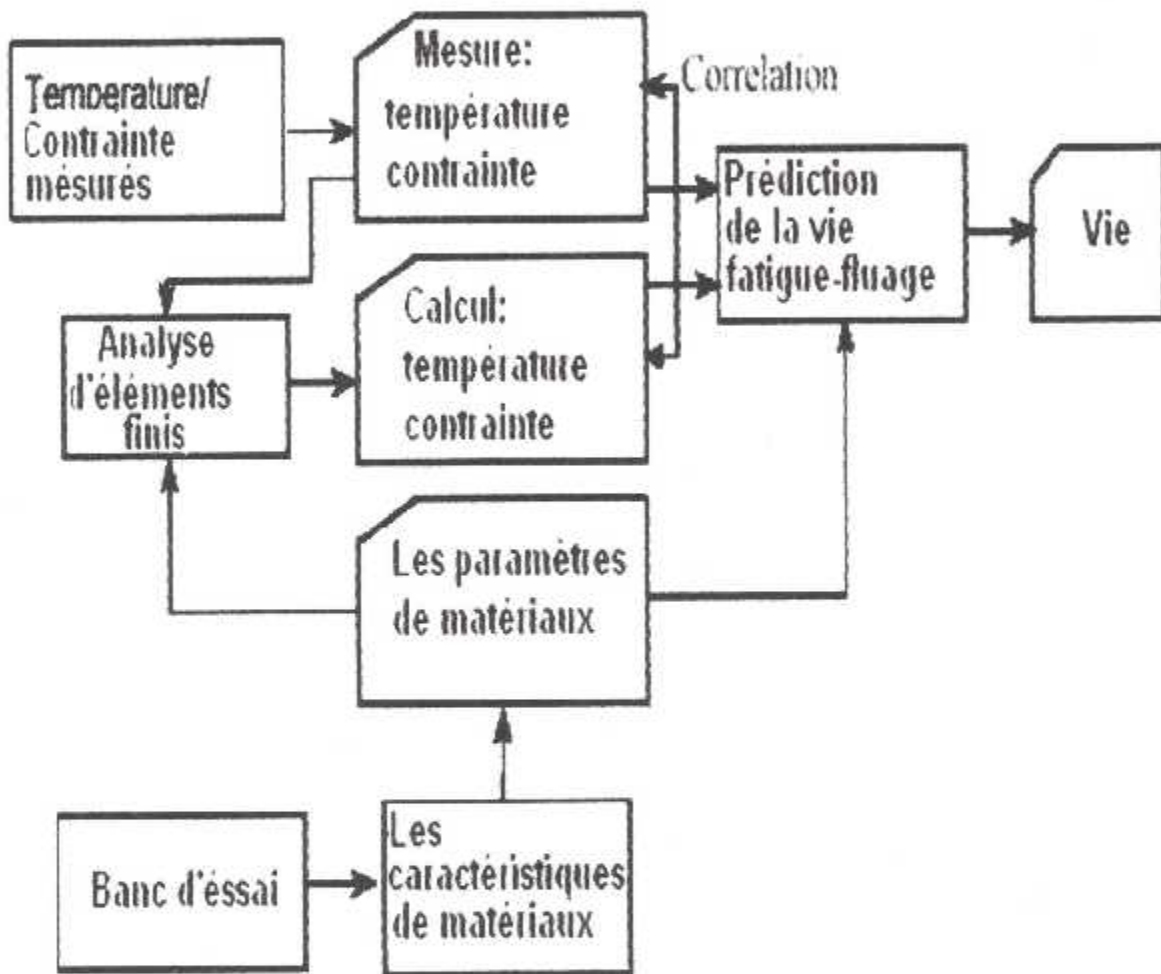 Temperature/
Contrainte
mésurés
Mesure:
température
contrainte
Correlation
Prédiction
de la vie
fatigue-fluage
Vie
Analyse
d'éléments
finis
Calcul:
température
contrainte
Les paramètres
de matériaux
Banc d'éssai
Les
caractéristiques
de matériaux